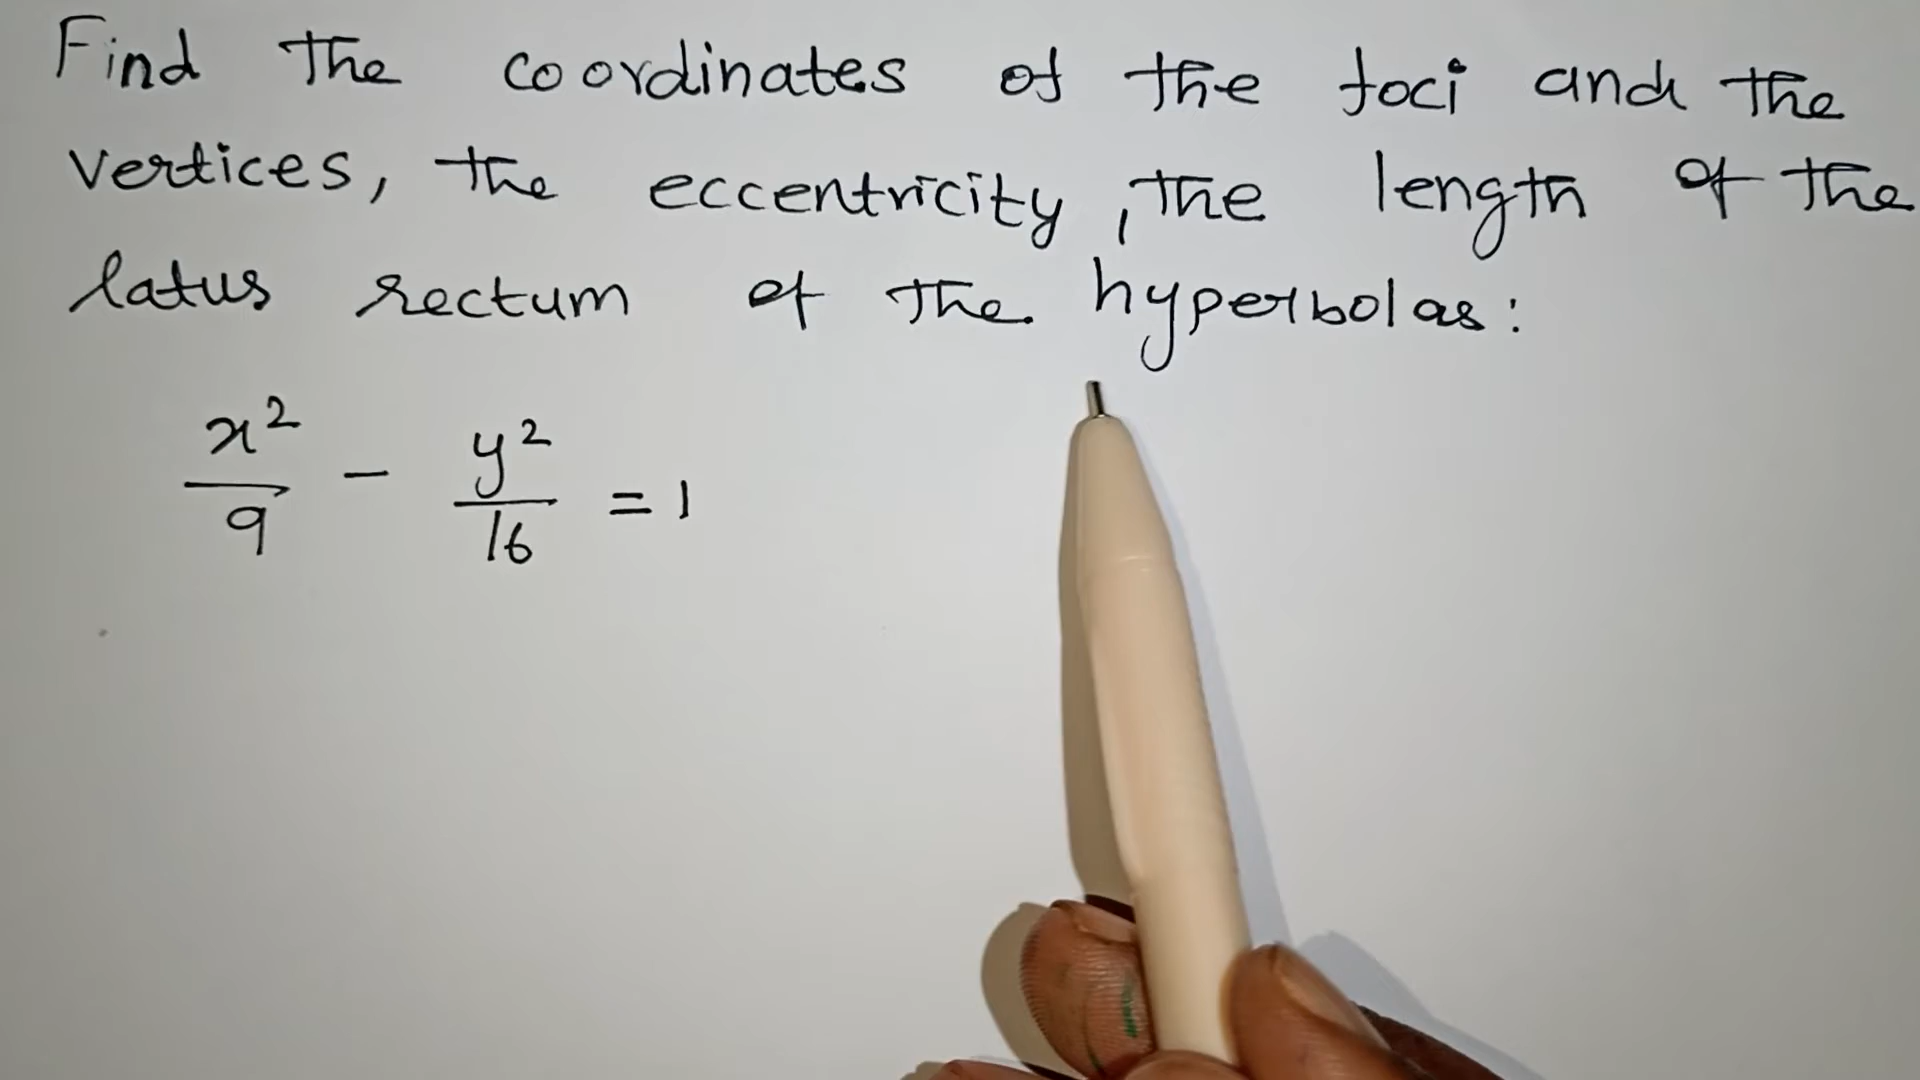 Find the coordinates of the foci and the
vertices, the eccentricity, the length of the
latus rectum of the hyperbolas:
x²/9 - y²/16 = 1